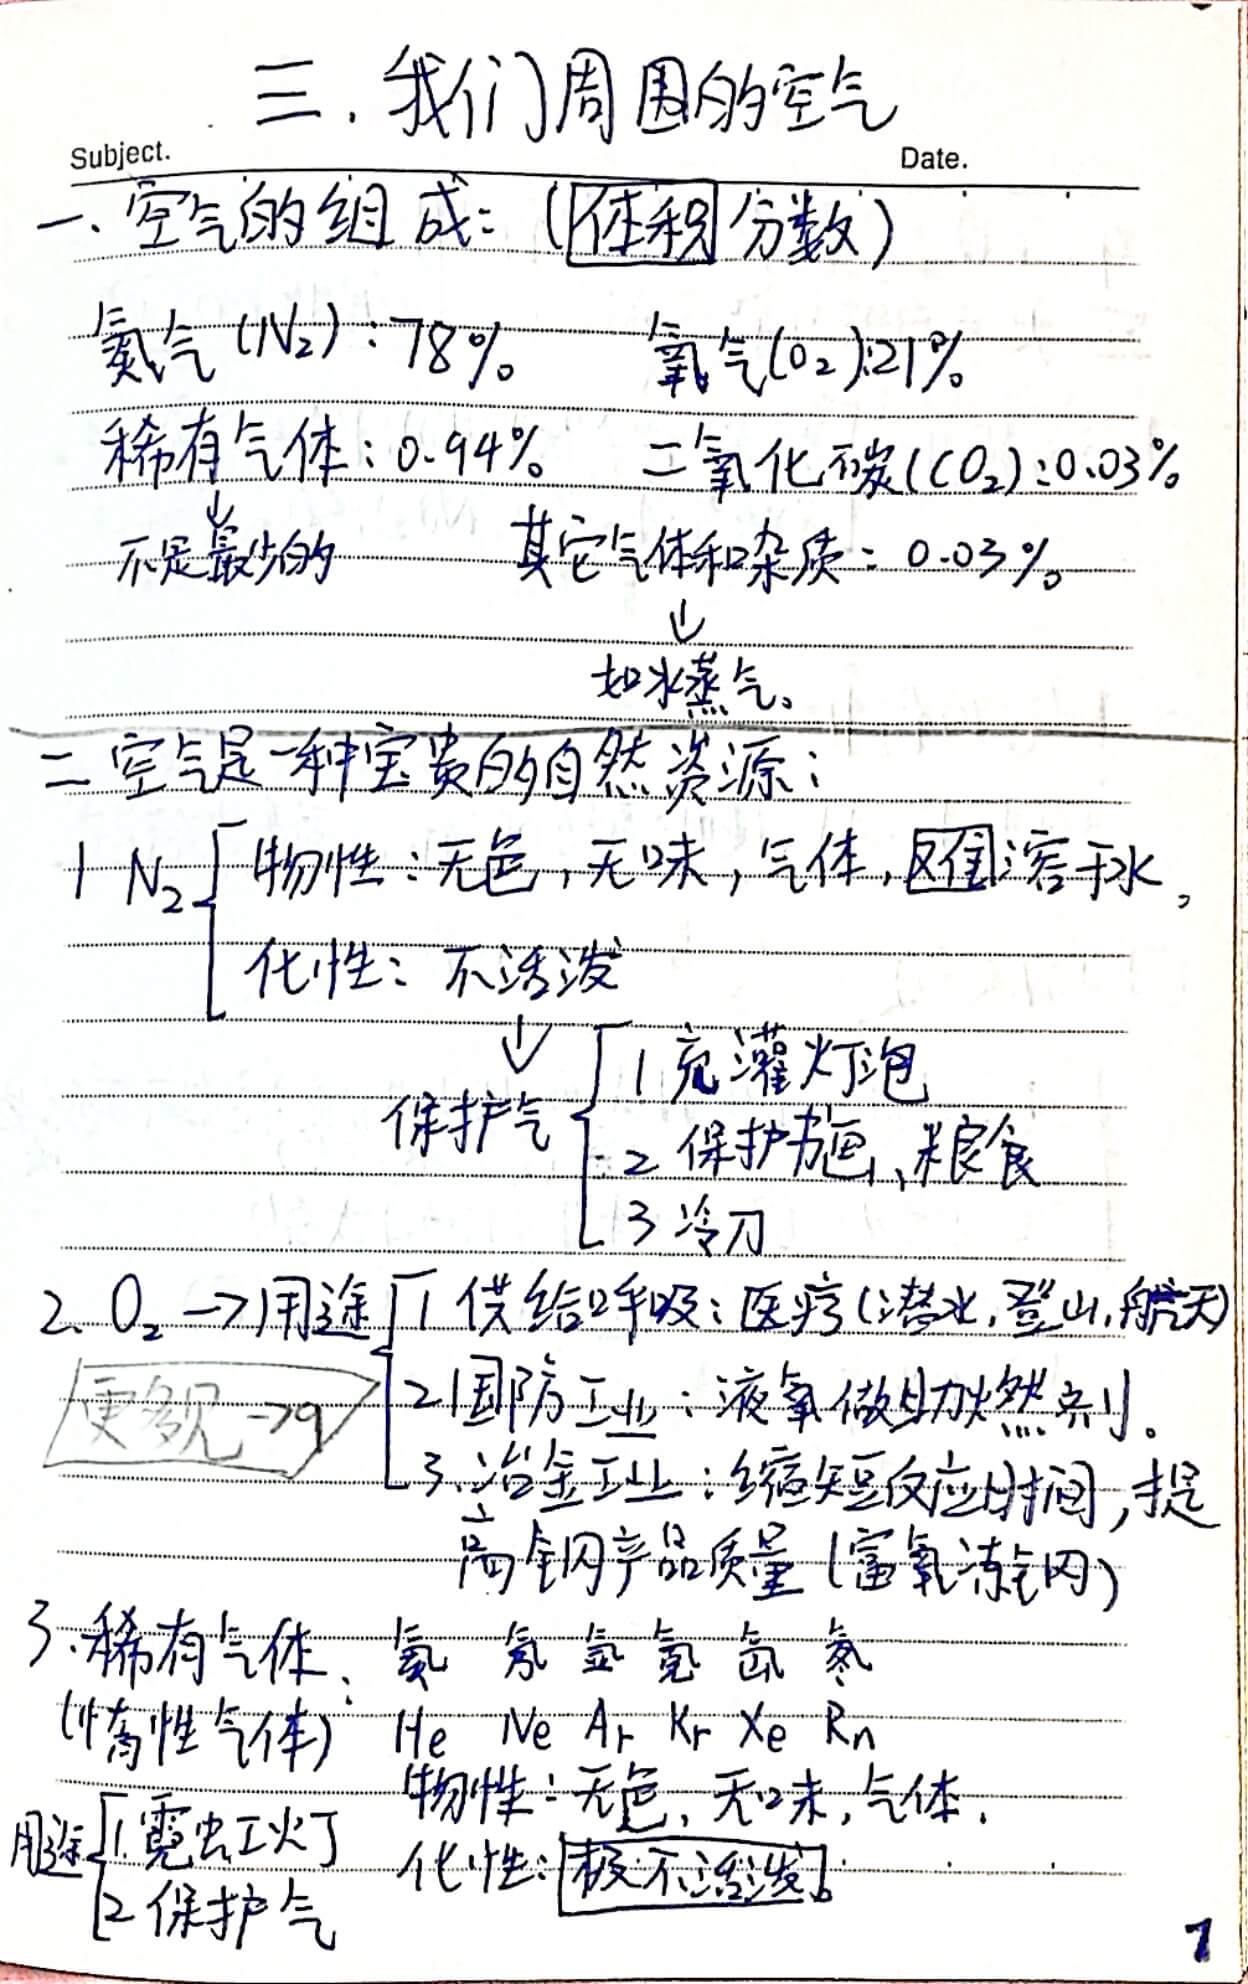 三.我们周围的空气
Subject.
Date.
一、空气的组成:(体积分数)
氮气(N₂):78% 氧气(O₂):21%
稀有气体:0.94% 二氧化碳(CO₂):0.03%
↓
不是最少的 其它气体和杂质:0.03%
↓
如水蒸气。
二 空气是一种宝贵的自然资源:
1 N₂ 物性:无色,无味,气体,难溶于水。
化性:不活泼
↓
保护气
1 充灌灯泡
2 保护书画、粮食
3 冷刀
2. O₂ →用途 1 供给呼吸:医疗(潜水,登山,航天)
更多见→9
2 国防工业:液氧做助燃剂。
3.冶金工业:缩短反应时间,提
高钢产品质量(富氧炼钢)
3.稀有气体: 氦 氖 氩 氪 氙 氡
(惰性气体) He Ne Ar Kr Xe Rn
物性:无色,无味,气体.
化性:极不活泼。
用途
1.霓虹灯
2 保护气
7